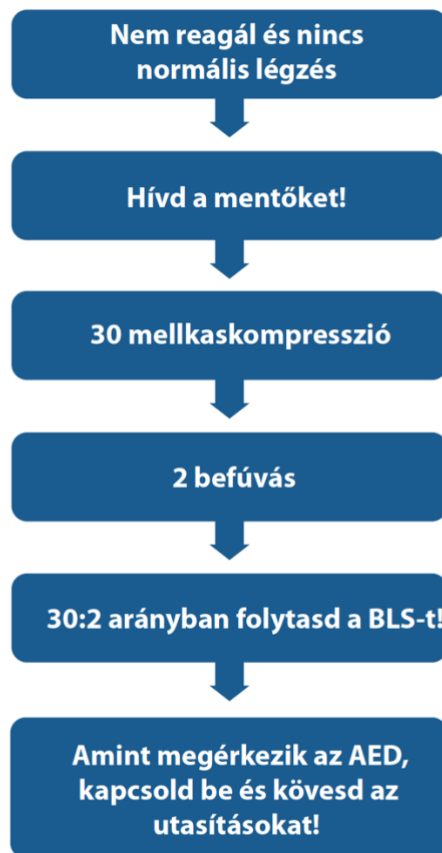 Nem reagál és nincs
normális légzés
Hívd a mentőket!
30 mellkaskompresszió
2 befúvás
30:2 arányban folytasd a BLS-t!
Amint megérkezik az AED,
kapcsold be és kövesd az
utasításokat!